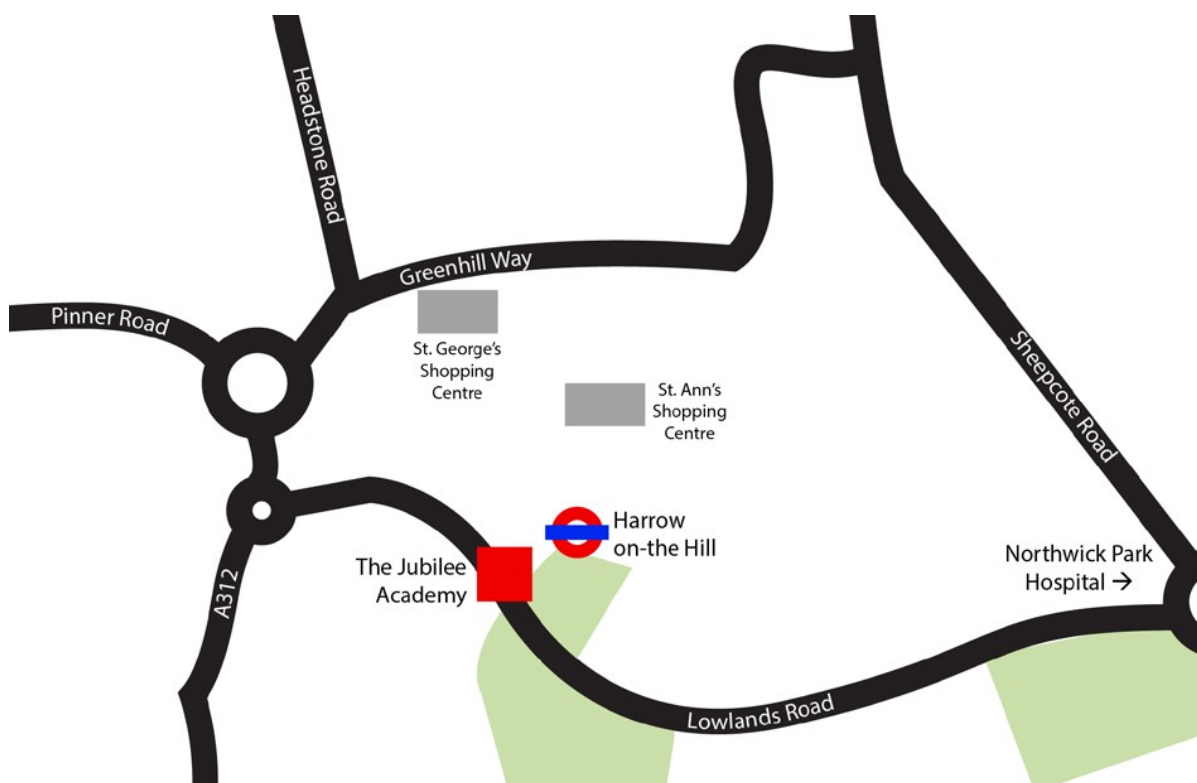 Headstone Road
Greenhill Way
Pinner Road
St. George's
Shopping
Centre
St. Ann's
Shopping
Centre
Sheepcote Road
Harrow
on-the Hill
The Jubilee
Academy
Northwick Park
Hospital →
A312
Lowlands Road